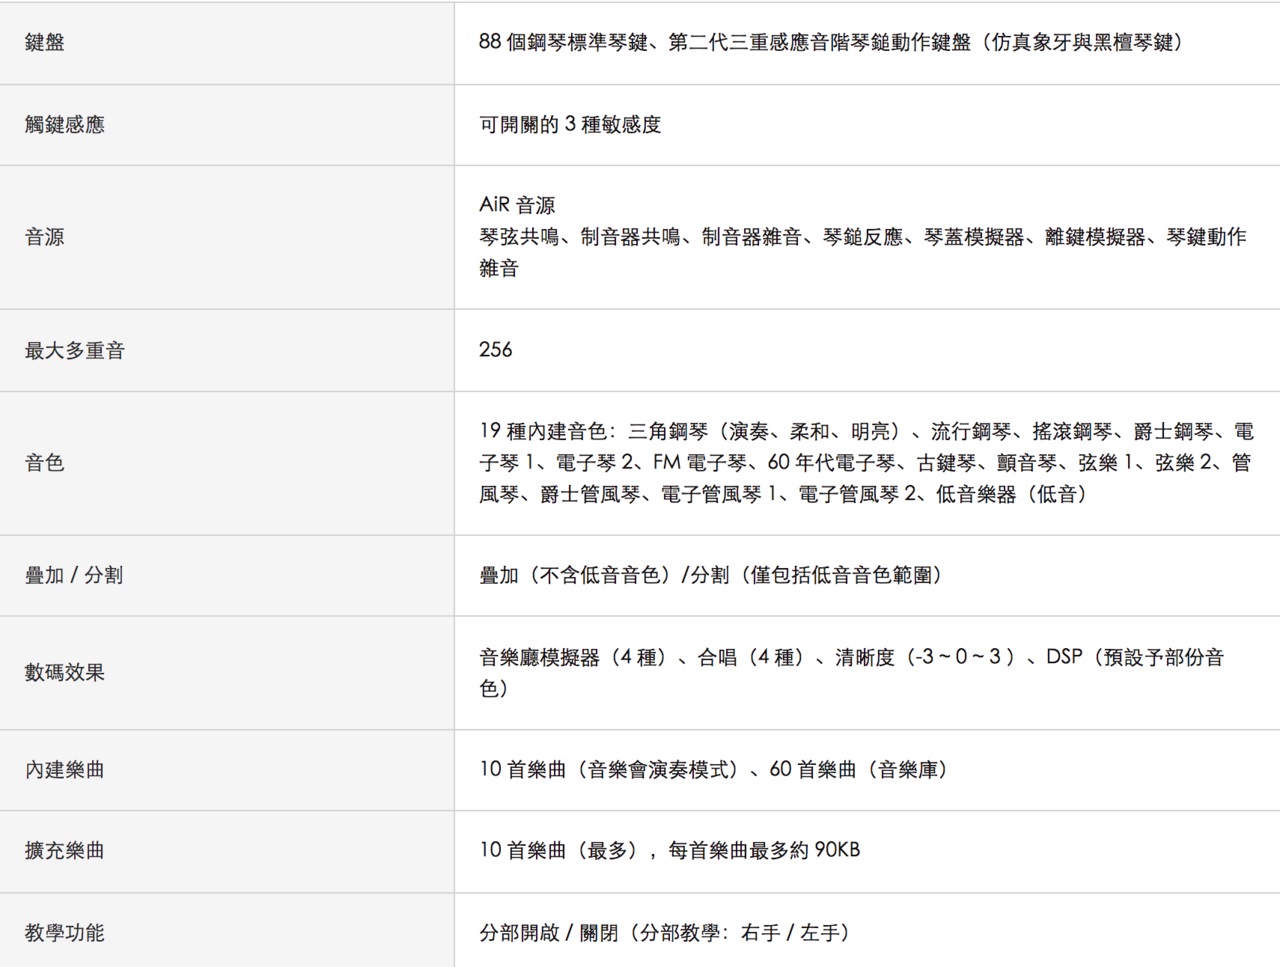 鍵盤
88 個鋼琴標準琴鍵、第二代三重感應音階琴鎚動作鍵盤（仿真象牙與黑檀琴鍵）
觸鍵感應
可開關的 3 種敏感度
音源
AiR 音源
琴弦共鳴、制音器共鳴、制音器雜音、琴鎚反應、琴蓋模擬器、離鍵模擬器、琴鍵動作
雜音
最大多重音
256
音色
19 種內建音色：三角鋼琴（演奏、柔和、明亮）、流行鋼琴、搖滾鋼琴、爵士鋼琴、電
子琴 1、電子琴 2、FM 電子琴、60 年代電子琴、古鍵琴、顫音琴、弦樂 1、弦樂 2、管
風琴、爵士管風琴、電子管風琴 1、電子管風琴 2、低音樂器（低音）
疊加 / 分割
疊加（不含低音音色）/分割（僅包括低音音色範圍）
數碼效果
音樂廳模擬器（4 種）、合唱（4 種）、清晰度（-3 ~ 0 ~ 3 ）、DSP（預設予部份音
色）
內建樂曲
10 首樂曲（音樂會演奏模式）、60 首樂曲（音樂庫）
擴充樂曲
10 首樂曲（最多），每首樂曲最多約 90KB
教學功能
分部開啟 / 關閉（分部教學：右手 / 左手）